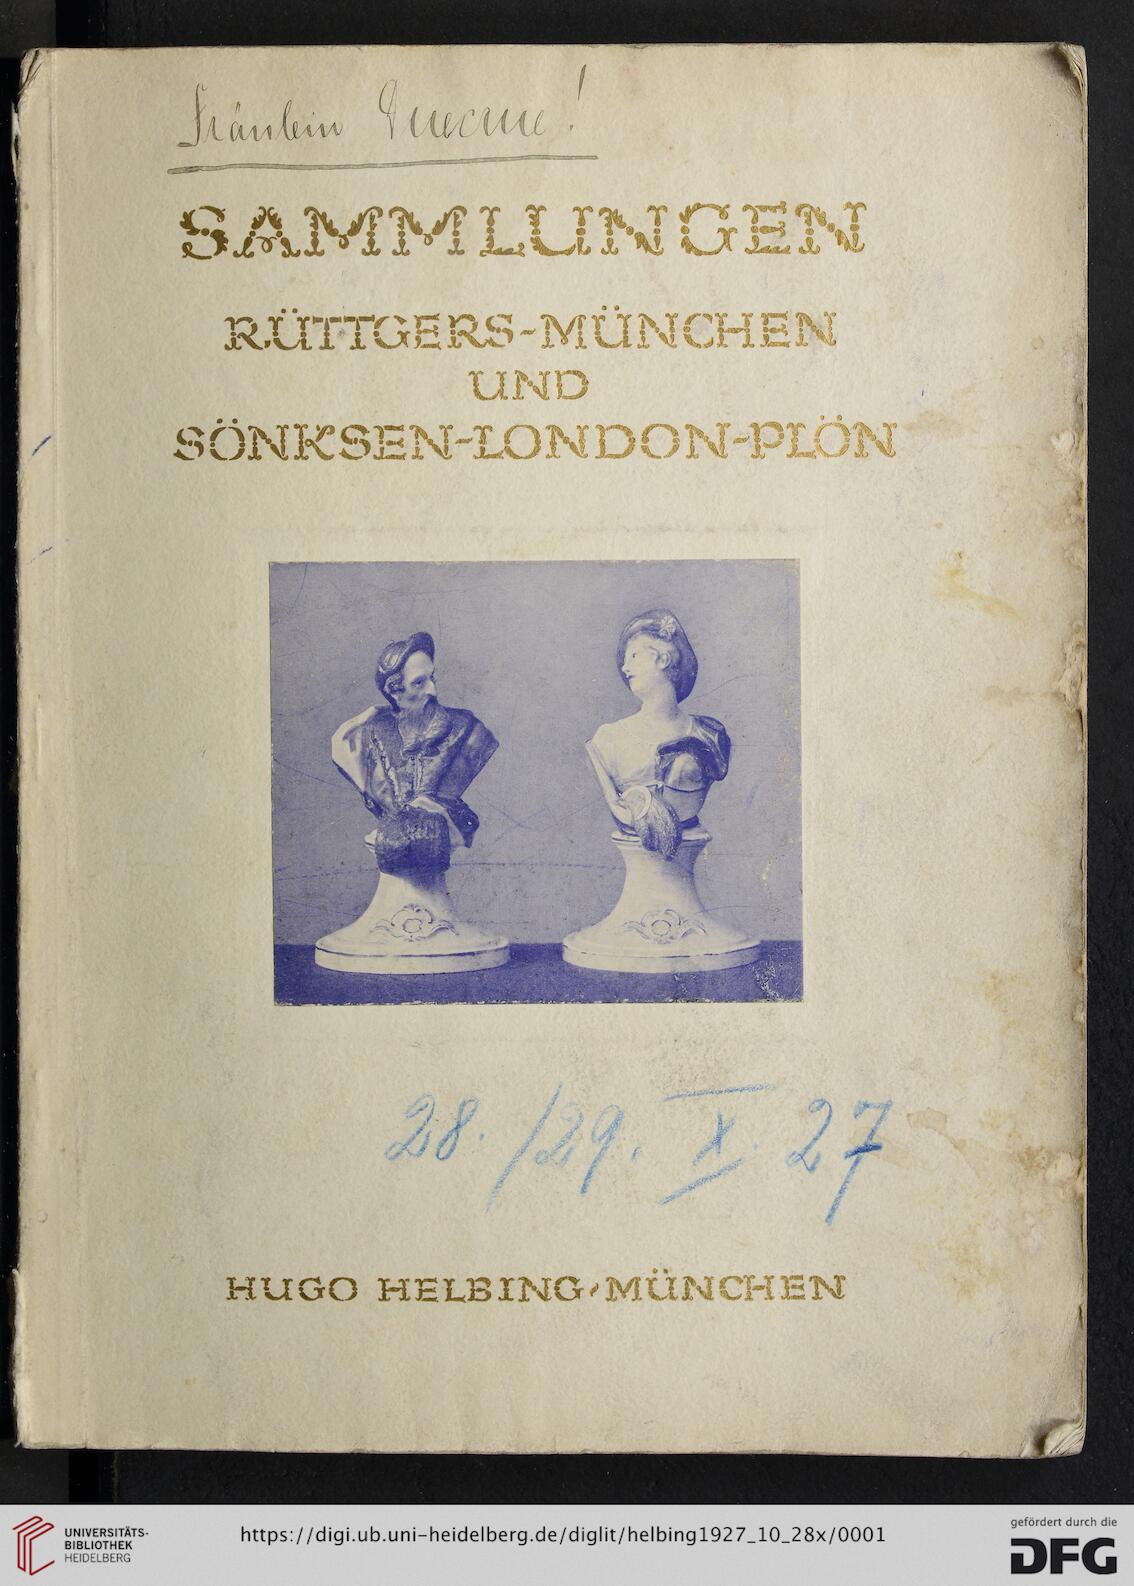 Fräulein
SAMMLUNGEN
RÜTTGERS-MÜNCHEN
UND
SÖNKSEN-LONDON-PLÖN
28. /29. X. 27
HUGO HELBING-MÜNCHEN
UNIVERSITÄTS-
BIBLIOTHEK
HEIDELBERG
https://digi.ub.uni-heidelberg.de/diglit/helbing1927_10_28x/0001
gefördert durch die
DFG